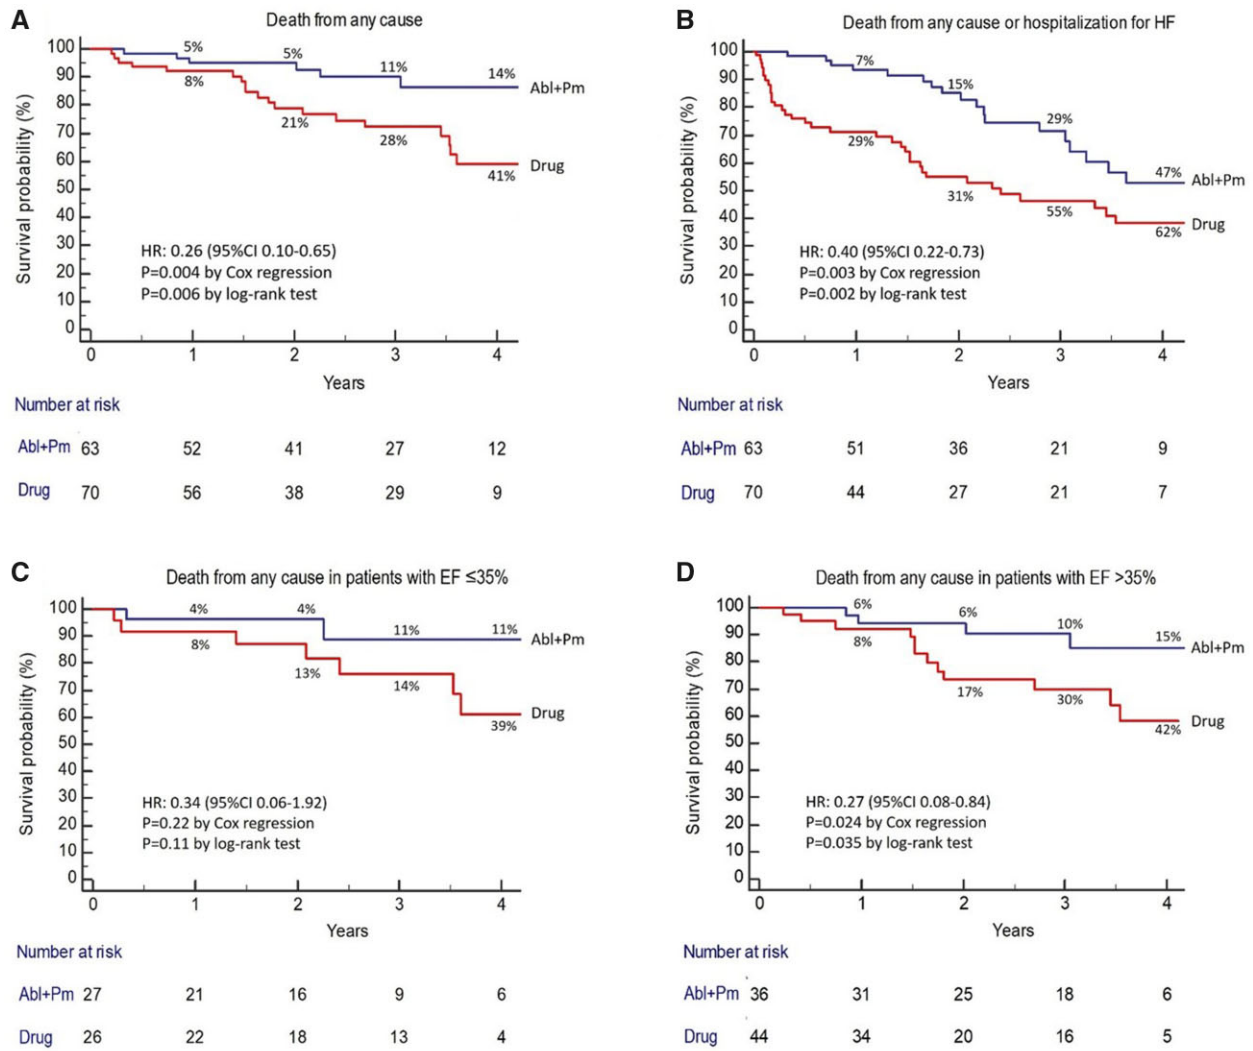 A
Death from any cause
Survival probability (%)
100
90
80
70
60
50
40
30
20
10
0
5%
5%
11%
14%
Abl+Pm
8%
21%
28%
41%
Drug
HR: 0.26 (95%CI 0.10-0.65)
P=0.004 by Cox regression
P=0.006 by log-rank test
0 1 2 3 4
Years
Number at risk
Abl+Pm 63 52 41 27 12
Drug 70 56 38 29 9
B
Death from any cause or hospitalization for HF
Survival probability (%)
100
90
80
70
60
50
40
30
20
10
0
7%
15%
29%
47%
Abl+Pm
29%
31%
55%
62%
Drug
HR: 0.40 (95%CI 0.22-0.73)
P=0.003 by Cox regression
P=0.002 by log-rank test
0 1 2 3 4
Years
Number at risk
Abl+Pm 63 51 36 21 9
Drug 70 44 27 21 7
C
Death from any cause in patients with EF ≤35%
Survival probability (%)
100
90
80
70
60
50
40
30
20
10
0
4%
4%
11%
11%
Abl+Pm
8%
13%
14%
39%
Drug
HR: 0.34 (95%CI 0.06-1.92)
P=0.22 by Cox regression
P=0.11 by log-rank test
0 1 2 3 4
Years
Number at risk
Abl+Pm 27 21 16 9 6
Drug 26 22 18 13 4
D
Death from any cause in patients with EF >35%
Survival probability (%)
100
90
80
70
60
50
40
30
20
10
0
6%
6%
10%
15%
Abl+Pm
8%
17%
30%
42%
Drug
HR: 0.27 (95%CI 0.08-0.84)
P=0.024 by Cox regression
P=0.035 by log-rank test
0 1 2 3 4
Years
Number at risk
Abl+Pm 36 31 25 18 6
Drug 44 34 20 16 5